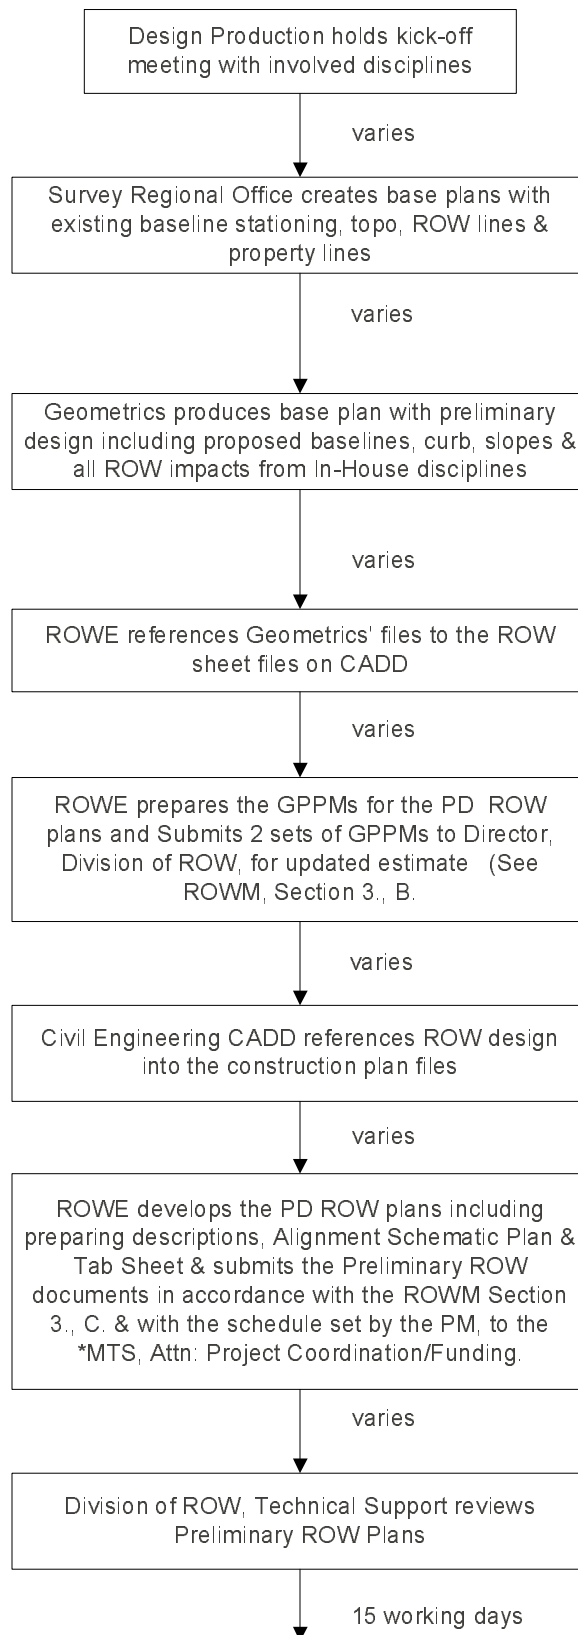 Design Production holds kick-off
meeting with involved disciplines
varies
Survey Regional Office creates base plans with
existing baseline stationing, topo, ROW lines &
property lines
varies
Geometrics produces base plan with preliminary
design including proposed baselines, curb, slopes &
all ROW impacts from In-House disciplines
varies
ROWE references Geometrics' files to the ROW
sheet files on CADD
varies
ROWE prepares the GPPMs for the PD ROW
plans and Submits 2 sets of GPPMs to Director,
Division of ROW, for updated estimate (See
ROWM, Section 3., B.
varies
Civil Engineering CADD references ROW design
into the construction plan files
varies
ROWE develops the PD ROW plans including
preparing descriptions, Alignment Schematic Plan &
Tab Sheet & submits the Preliminary ROW
documents in accordance with the ROWM Section
3., C. & with the schedule set by the PM, to the
*MTS, Attn: Project Coordination/Funding.
varies
Division of ROW, Technical Support reviews
Preliminary ROW Plans
15 working days